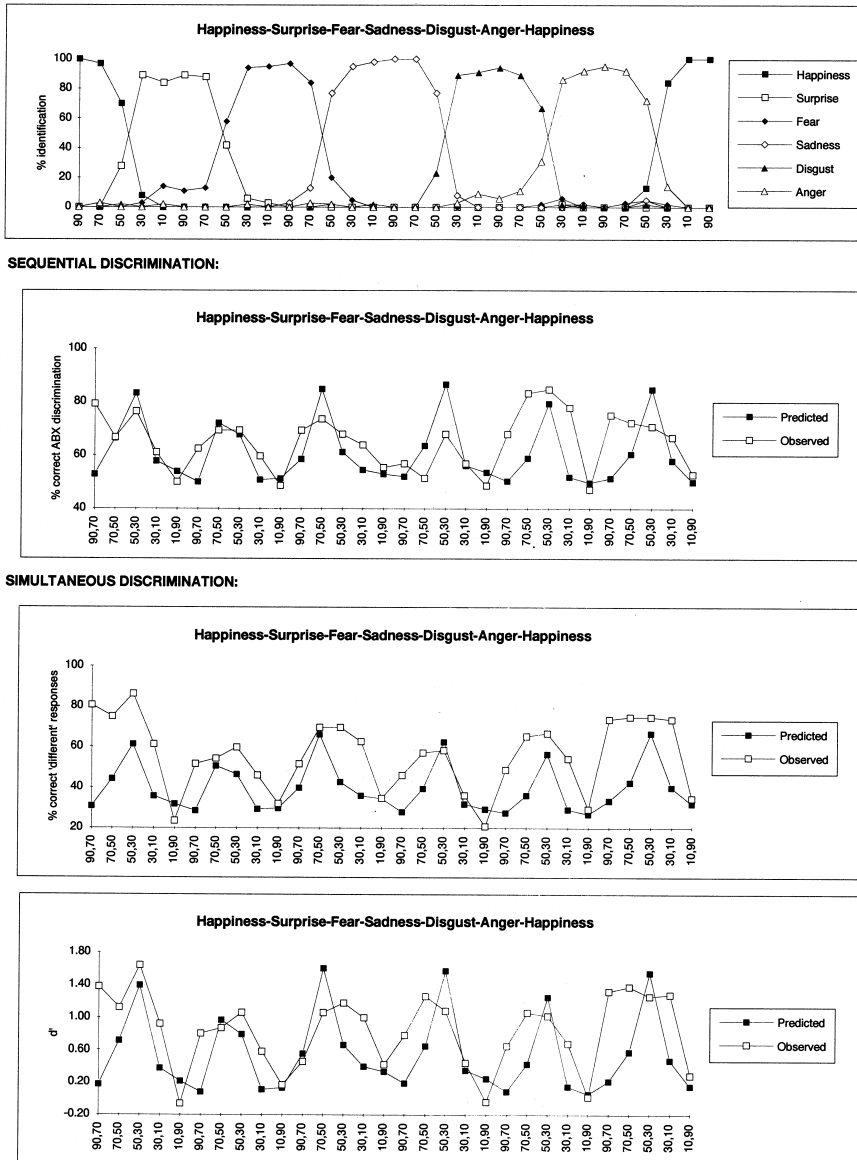 Happiness-Surprise-Fear-Sadness-Disgust-Anger-Happiness
% identification
100
80
60
40
20
0
90 70 50 30 10 90 70 50 30 10 90 70 50 30 10 90 70 50 30 10 90 70 50 30 10 90 70 50 30 10 90
Happiness
Surprise
Fear
Sadness
Disgust
Anger
SEQUENTIAL DISCRIMINATION:
Happiness-Surprise-Fear-Sadness-Disgust-Anger-Happiness
% correct ABX discrimination
100
80
60
40
90,70 70,50 50,30 30,10 10,90 90,70 70,50 50,30 30,10 10,90 90,70 70,50 50,30 30,10 10,90 90,70 70,50 50,30 30,10 10,90 90,70 70,50 50,30 30,10 10,90 90,70 70,50 50,30 30,10 10,90
Predicted
Observed
SIMULTANEOUS DISCRIMINATION:
Happiness-Surprise-Fear-Sadness-Disgust-Anger-Happiness
% correct 'different' responses
100
80
60
40
20
90,70 70,50 50,30 30,10 10,90 90,70 70,50 50,30 30,10 10,90 90,70 70,50 50,30 30,10 10,90 90,70 70,50 50,30 30,10 10,90 90,70 70,50 50,30 30,10 10,90 90,70 70,50 50,30 30,10 10,90
Predicted
Observed
Happiness-Surprise-Fear-Sadness-Disgust-Anger-Happiness
d'
1.80
1.40
1.00
0.60
0.20
-0.20
90,70 70,50 50,30 30,10 10,90 90,70 70,50 50,30 30,10 10,90 90,70 70,50 50,30 30,10 10,90 90,70 70,50 50,30 30,10 10,90 90,70 70,50 50,30 30,10 10,90 90,70 70,50 50,30 30,10 10,90
Predicted
Observed